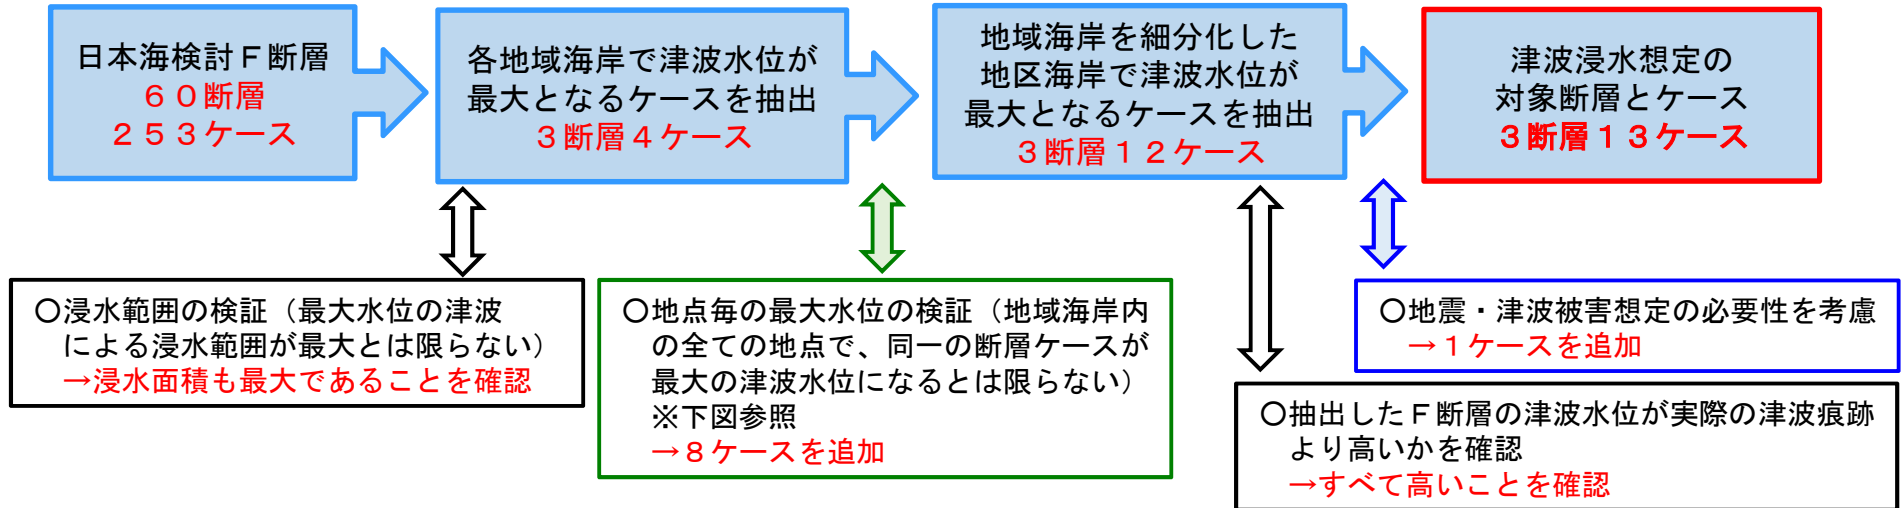 日本海検討Ｆ断層
６０断層
２５３ケース
各地域海岸で津波水位が
最大となるケースを抽出
３断層４ケース
地域海岸を細分化した
地区海岸で津波水位が
最大となるケースを抽出
３断層１２ケース
津波浸水想定の
対象断層とケース
３断層１３ケース
〇浸水範囲の検証（最大水位の津波
による浸水範囲が最大とは限らない）
→浸水面積も最大であることを確認
〇地点毎の最大水位の検証（地域海岸内
の全ての地点で、同一の断層ケースが
最大の津波水位になるとは限らない）
※下図参照
→８ケースを追加
〇地震・津波被害想定の必要性を考慮
→１ケースを追加
〇抽出したＦ断層の津波水位が実際の津波痕跡
より高いかを確認
→すべて高いことを確認